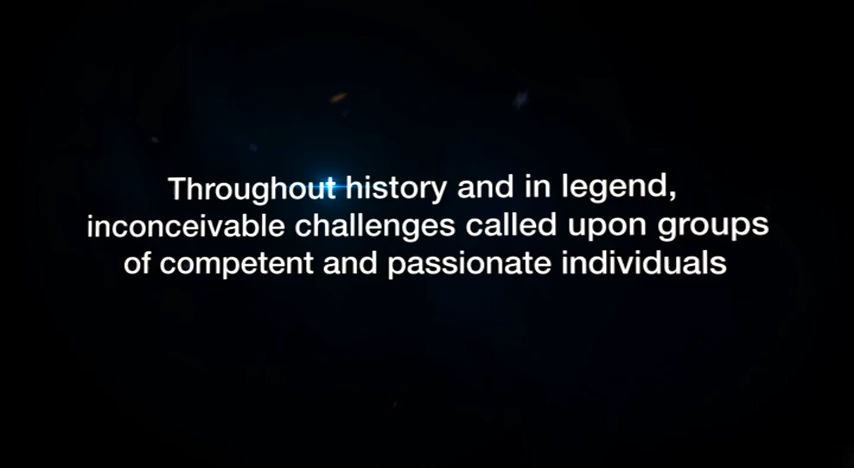 Throughout history and in legend,
inconceivable challenges called upon groups
of competent and passionate individuals